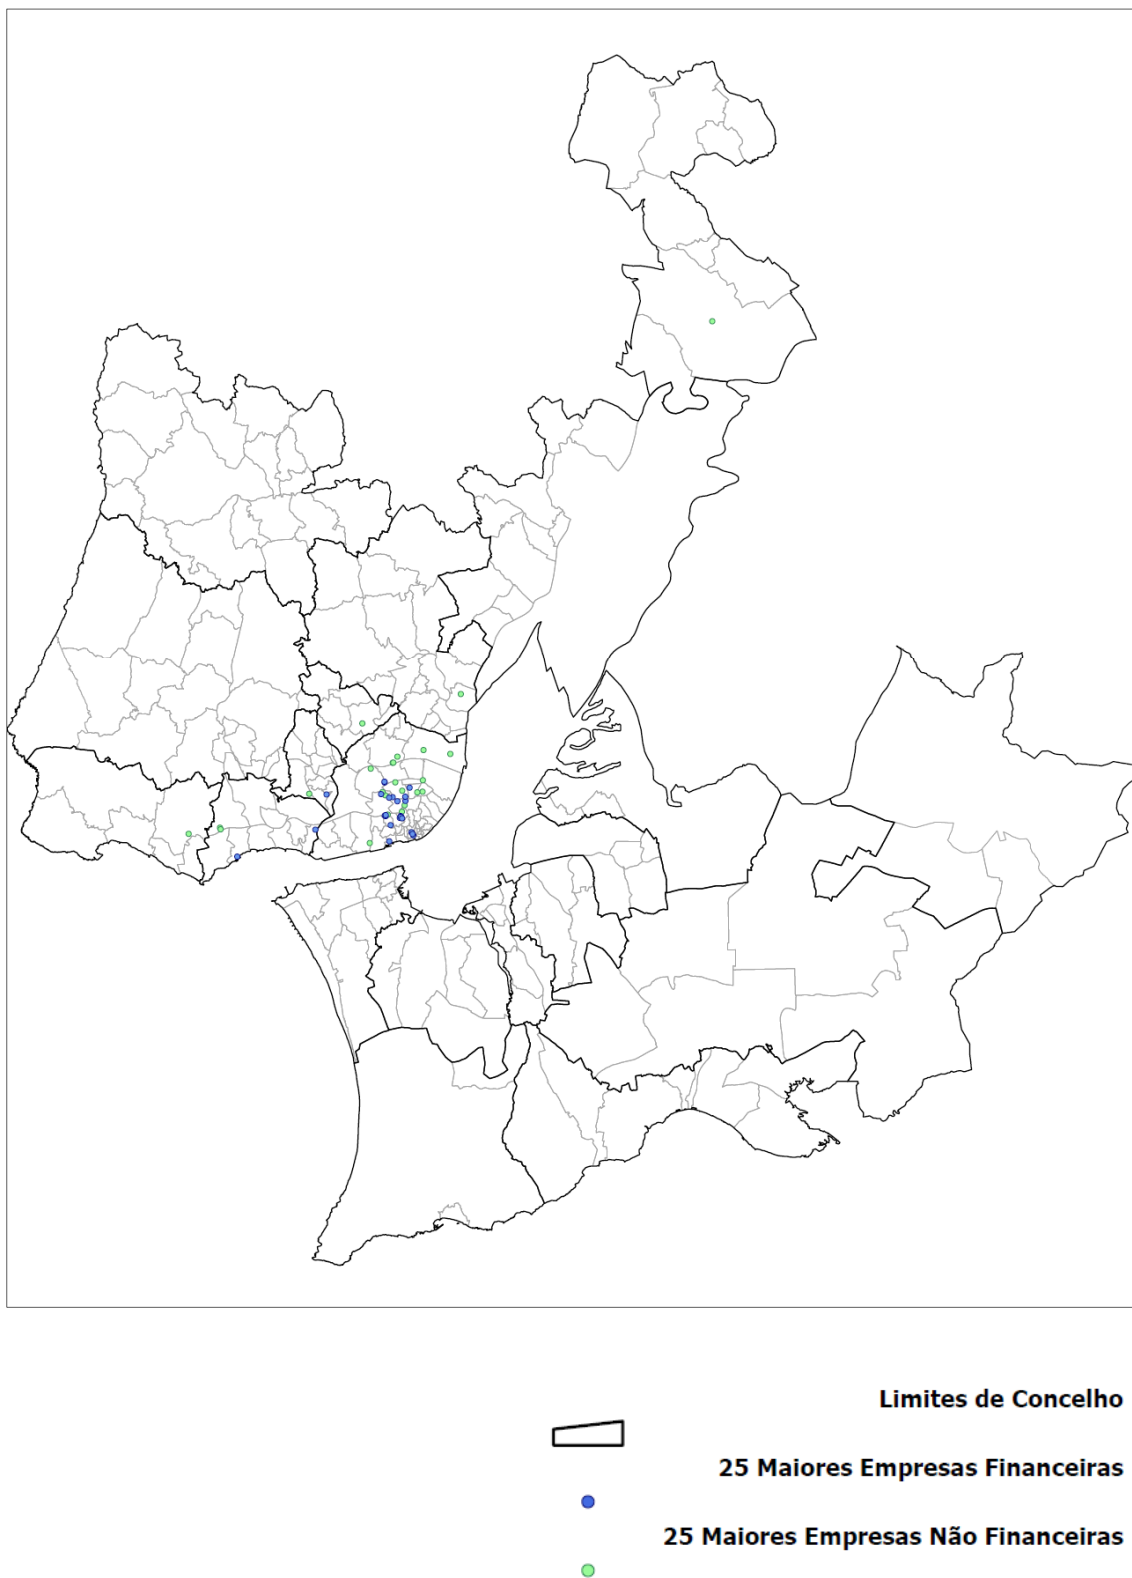 Limites de Concelho
25 Maiores Empresas Financeiras
25 Maiores Empresas Não Financeiras